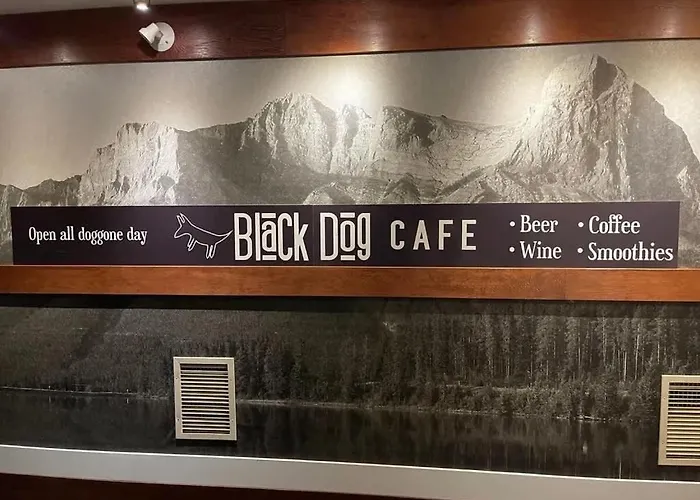 Open all doggone day
Black Dog CAFE
• Beer • Coffee
• Wine • Smoothies